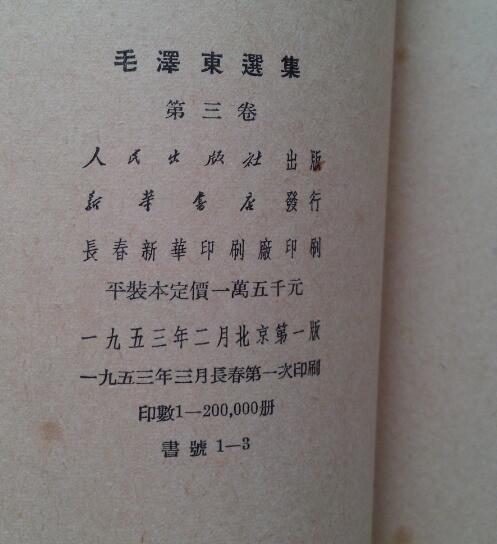 毛澤東選集
第三卷
人民出版社出版
新華書店發行
長春新華印刷廠印刷
平裝本定價一萬五千元
一九五三年二月北京第一版
一九五三年三月長春第一次印刷
印數1—200,000册
書號1—3